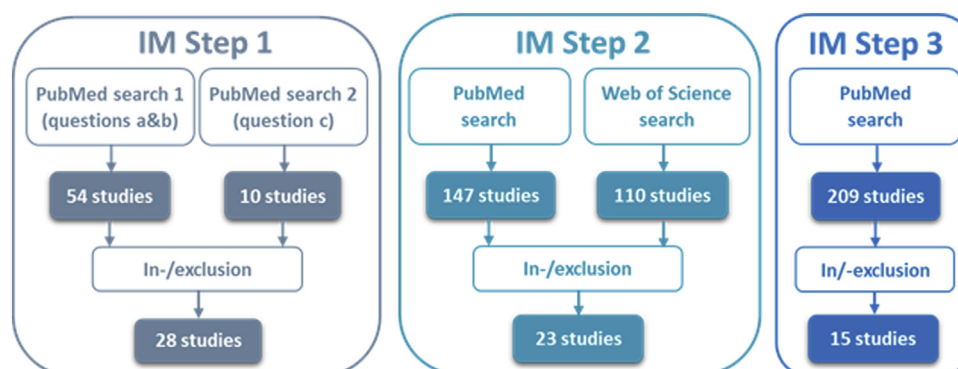 IM Step 1
PubMed search 1
(questions a&b)
PubMed search 2
(question c)
54 studies
10 studies
In-/exclusion
28 studies
IM Step 2
PubMed
search
Web of Science
search
147 studies
110 studies
In-/exclusion
23 studies
IM Step 3
PubMed
search
209 studies
In/-exclusion
15 studies